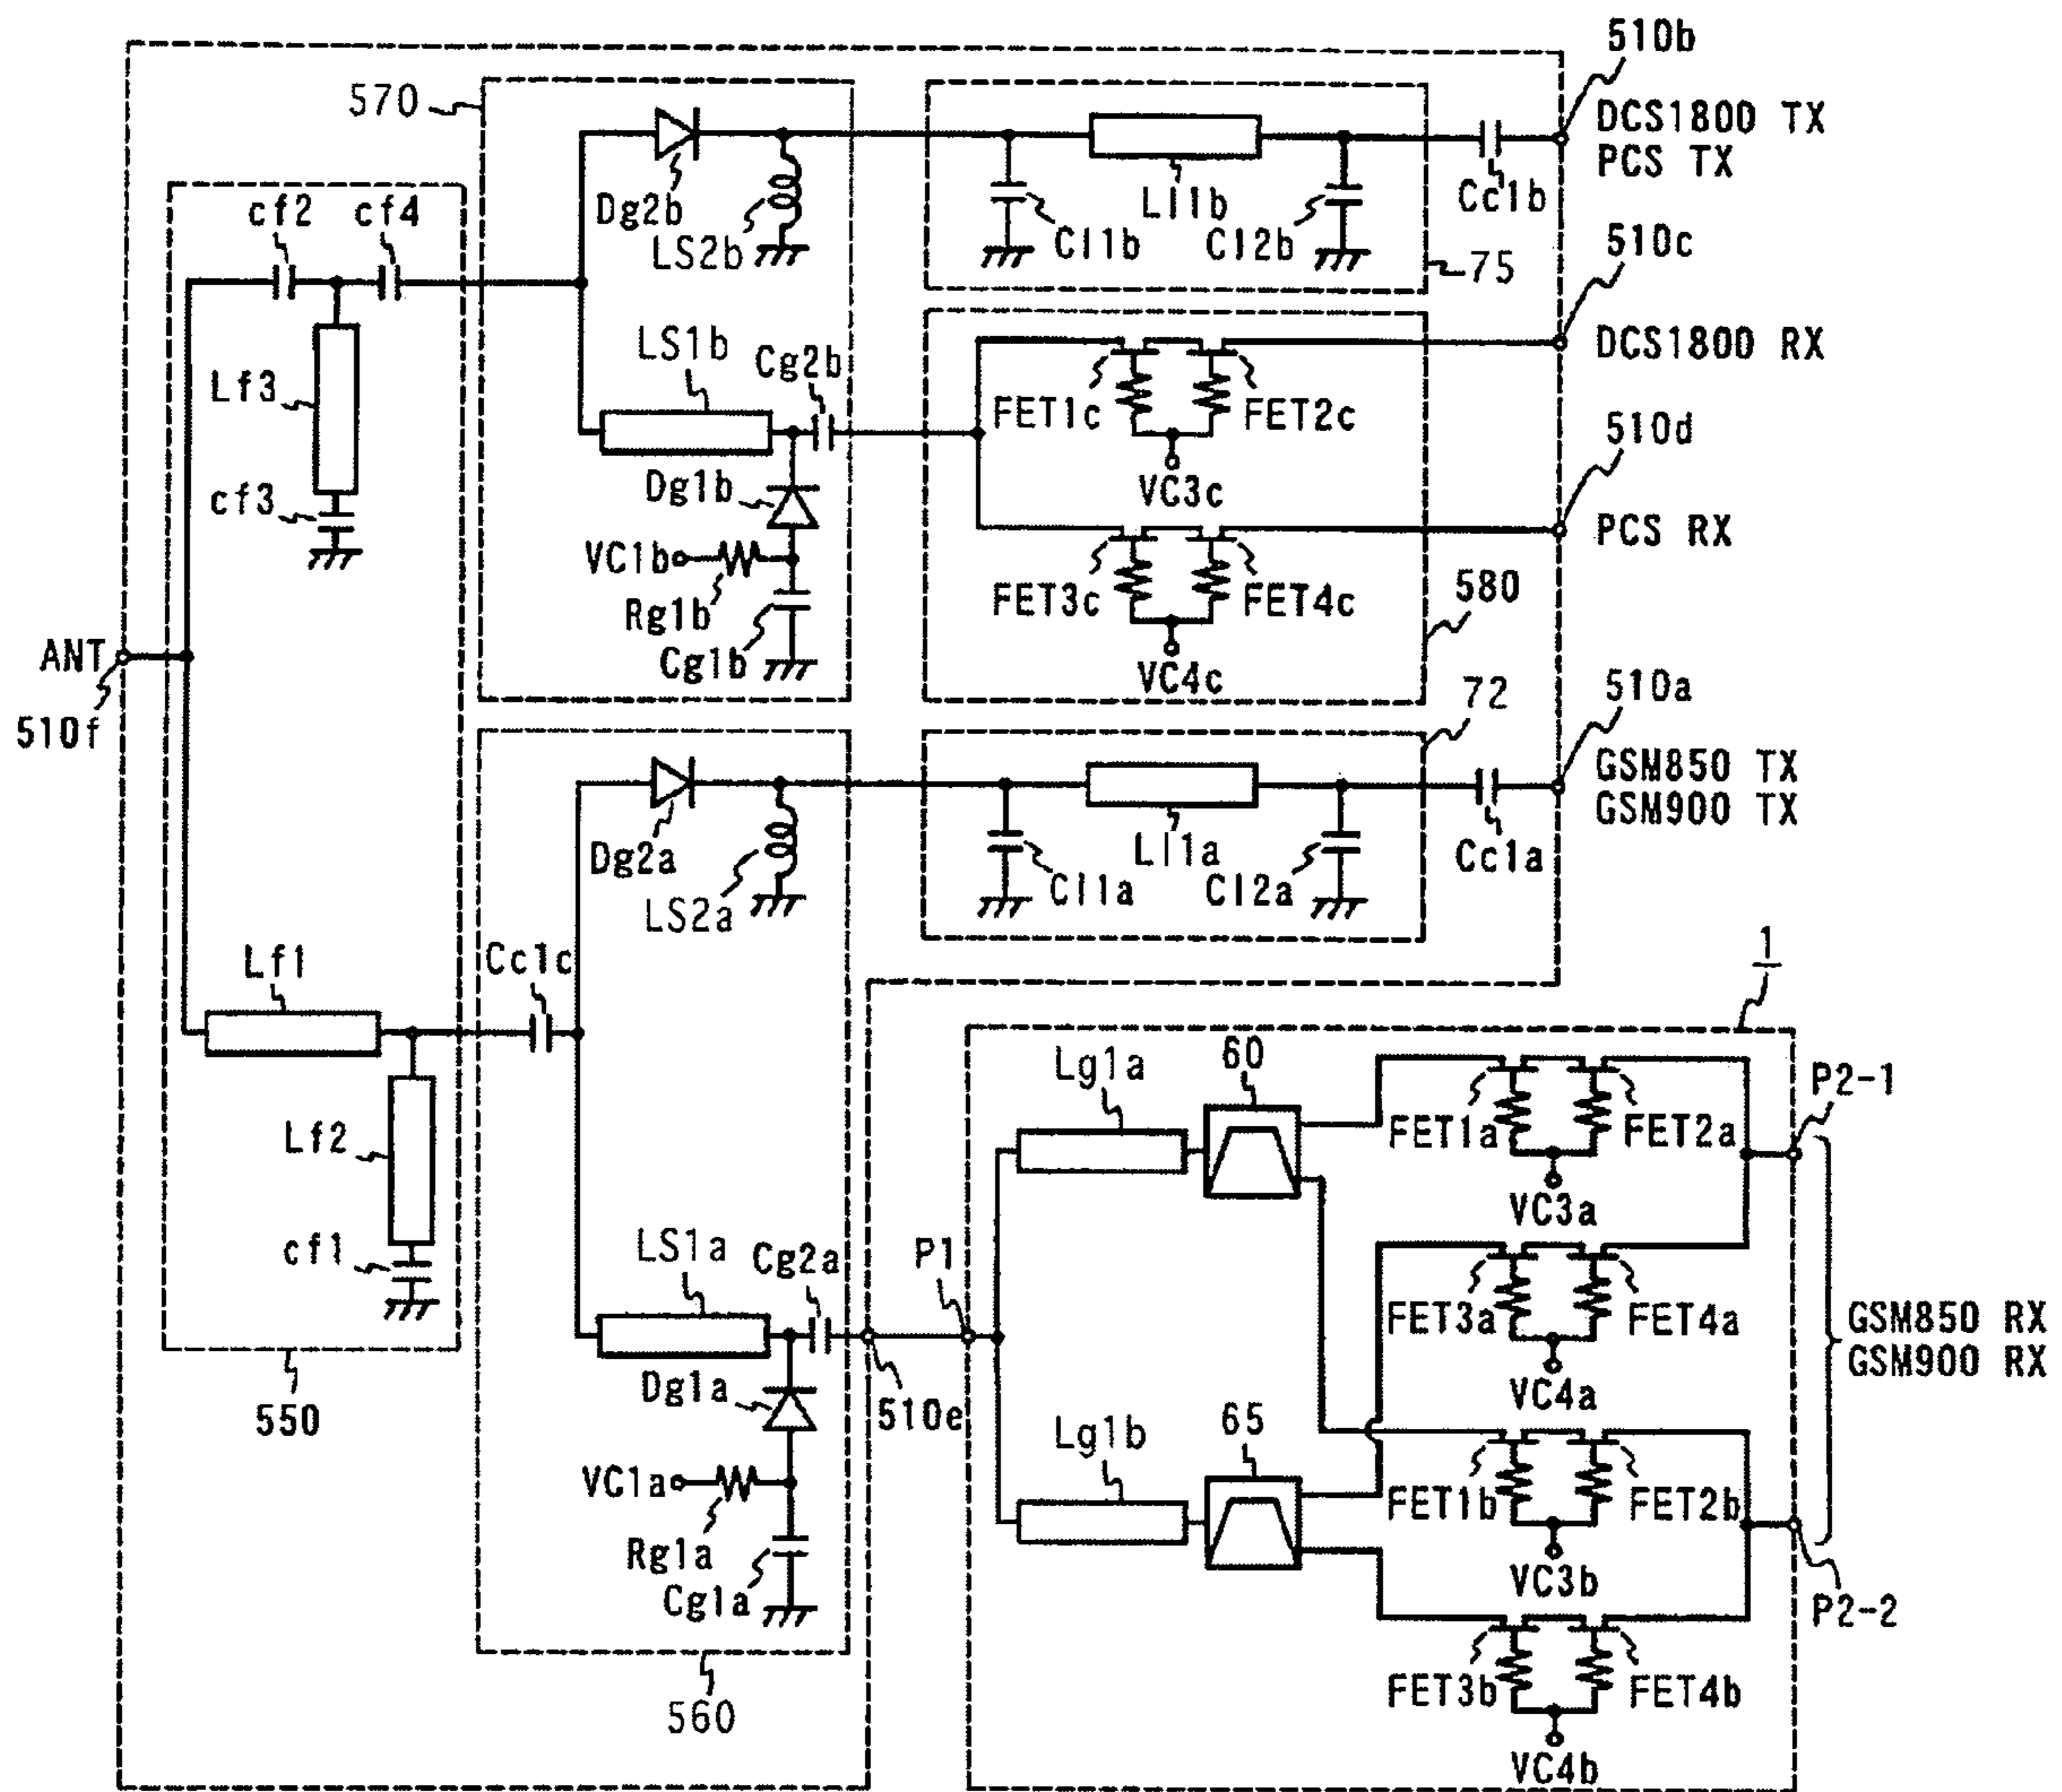 510b
570
DCS1800 TX
PCS TX
Dg2b
LS2b
Cl1b
Ll1b
Cl2b
Cc1b
75
510c
cf2
cf4
Lf3
cf3
LS1b
Cg2b
DCS1800 RX
FET1c
FET2c
VC3c
510d
Dg1b
VC1b
Rg1b
Cg1b
PCS RX
FET3c
FET4c
VC4c
580
ANT
510f
72
510a
GSM850 TX
GSM900 TX
Dg2a
LS2a
Cl1a
Ll1a
Cl2a
Cc1a
Lf1
Cc1c
1
Lf2
cf1
550
Lg1a
60
FET1a
FET2a
VC3a
P2-1
LS1a
Cg2a
P1
FET3a
FET4a
VC4a
GSM850 RX
GSM900 RX
Dg1a
510e
VC1a
Rg1a
Cg1a
Lg1b
65
FET1b
FET2b
VC3b
P2-2
560
FET3b
FET4b
VC4b